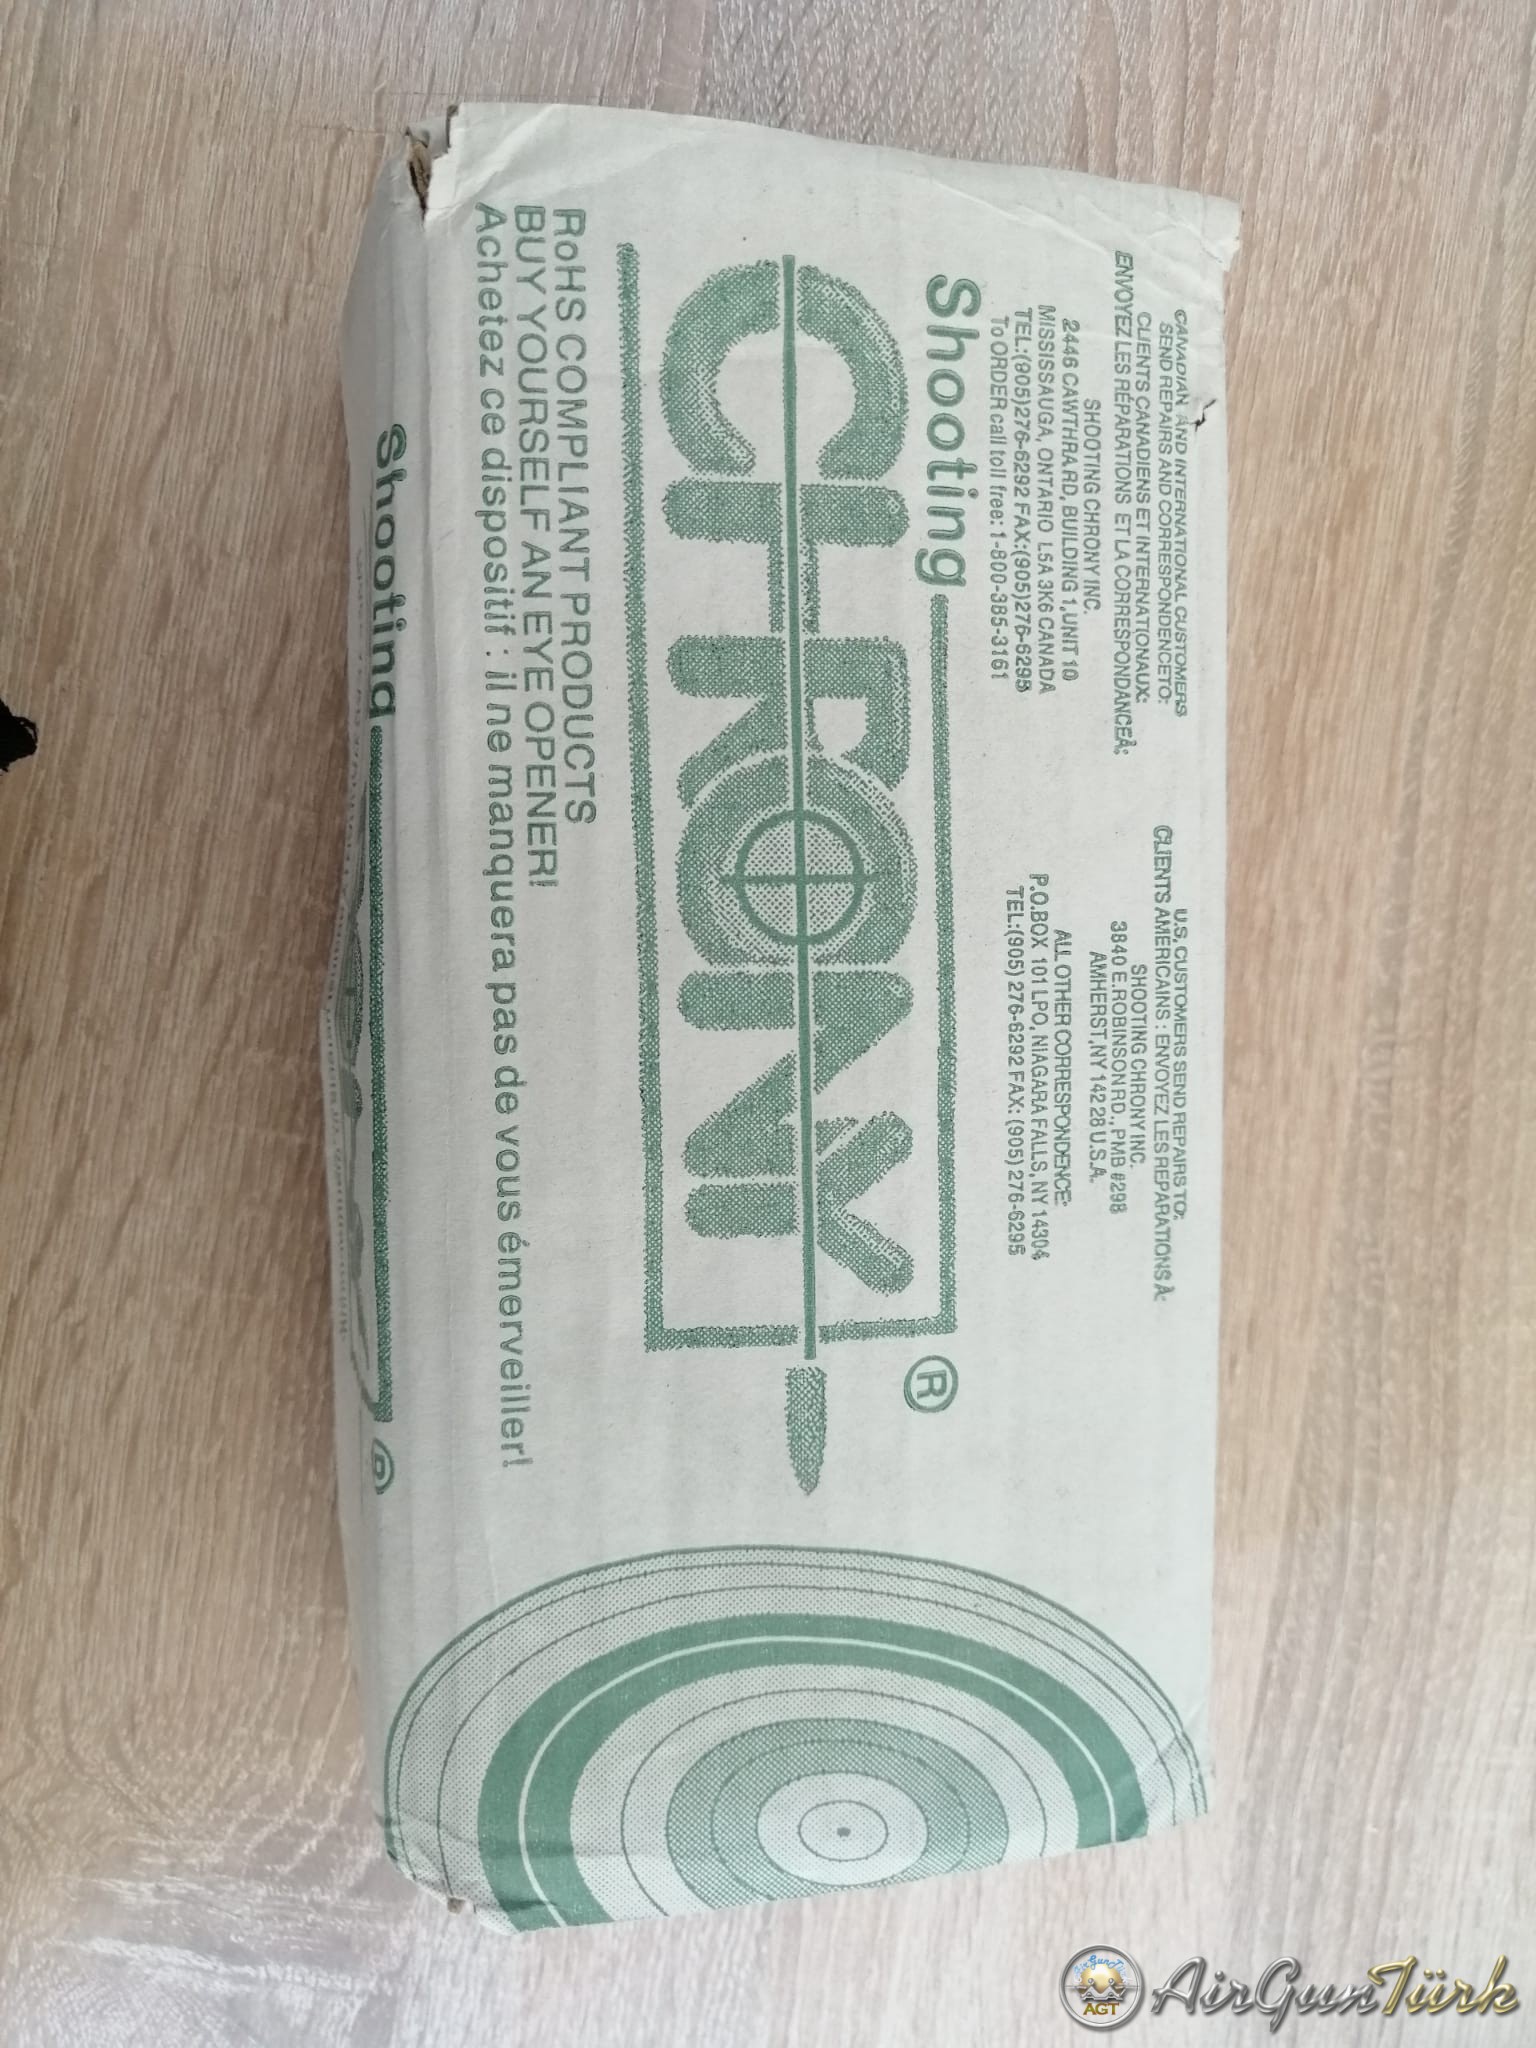 CANADIAN AND INTERNATIONAL CUSTOMERS
SEND REPAIRS AND CORRESPONDENCE TO:
CLIENTS CANADIENS ET INTERNATIONAUX:
ENVOYEZ LES RÉPARATIONS ET LA CORRESPONDANCE À:
SHOOTING CHRONY INC.
2446 CAWTHRA RD, BUILDING 1, UNIT 10
MISSISSAUGA, ONTARIO L5A 3K6 CANADA
TEL:(905)276-6292 FAX:(905)276-6295
To ORDER call toll free: 1-800-385-3161
U.S. CUSTOMERS SEND REPAIRS TO:
CLIENTS AMERICAINS : ENVOYEZ LES REPARATIONS À:
SHOOTING CHRONY INC.
3840 E. ROBINSON RD., PMB #298
AMHERST, NY 14228 U.S.A.
ALL OTHER CORRESPONDENCE:
P.O.BOX 101 LPO, NIAGARA FALLS, NY 14304
TEL:(905) 276-6292 FAX: (905) 276-6295
Shooting
CHRONY ®
RoHS COMPLIANT PRODUCTS
BUY YOURSELF AN EYE OPENER!
Achetez ce dispositif : il ne manquera pas de vous émerveiller!
Shooting ®
AGT AirGunTürk